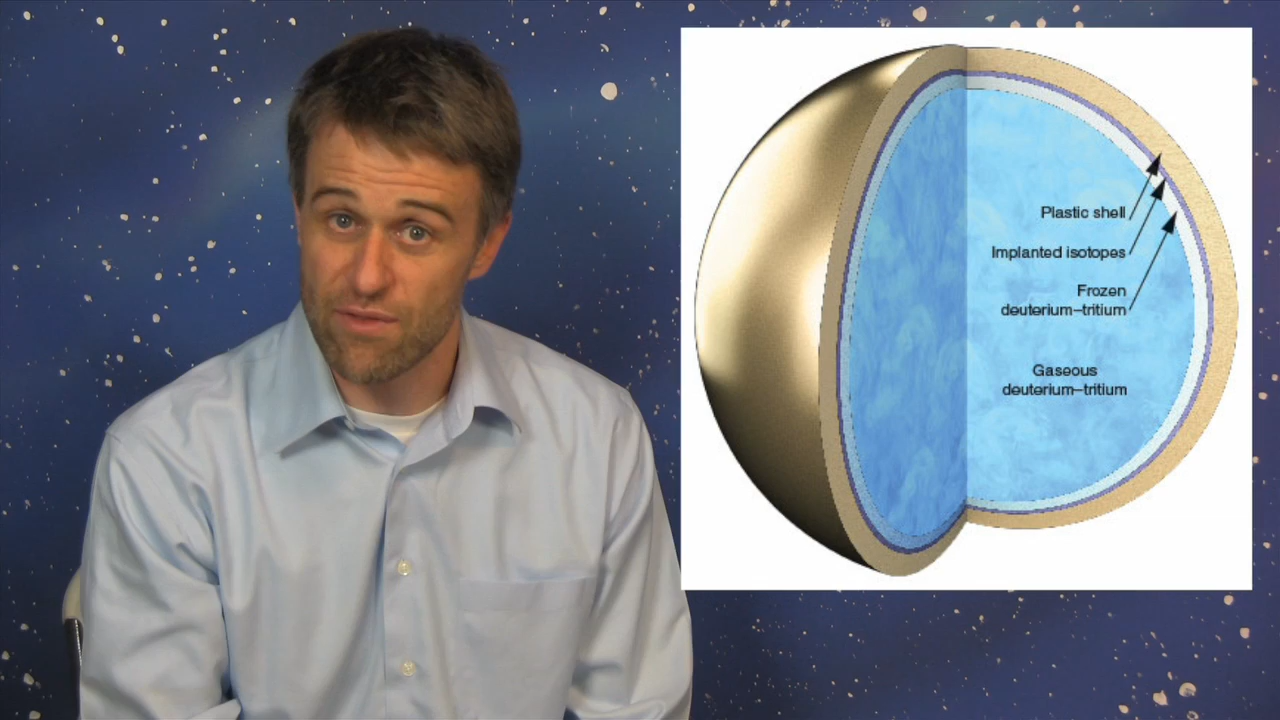 Plastic shell
Implanted isotopes
Frozen
deuterium–tritium
Gaseous
deuterium–tritium